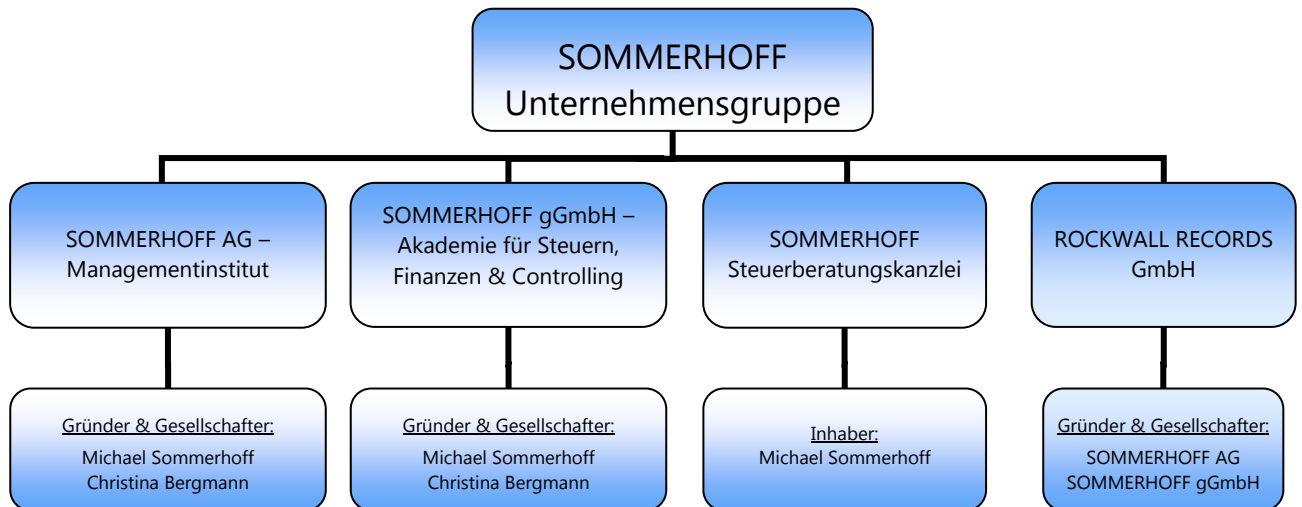 SOMMERHOFF
Unternehmensgruppe
SOMMERHOFF AG –
Managementinstitut
SOMMERHOFF gGmbH –
Akademie für Steuern,
Finanzen & Controlling
SOMMERHOFF
Steuerberatungskanzlei
ROCKWALL RECORDS
GmbH
Gründer & Gesellschafter:
Michael Sommerhoff
Christina Bergmann
Gründer & Gesellschafter:
Michael Sommerhoff
Christina Bergmann
Inhaber:
Michael Sommerhoff
Gründer & Gesellschafter:
SOMMERHOFF AG
SOMMERHOFF gGmbH